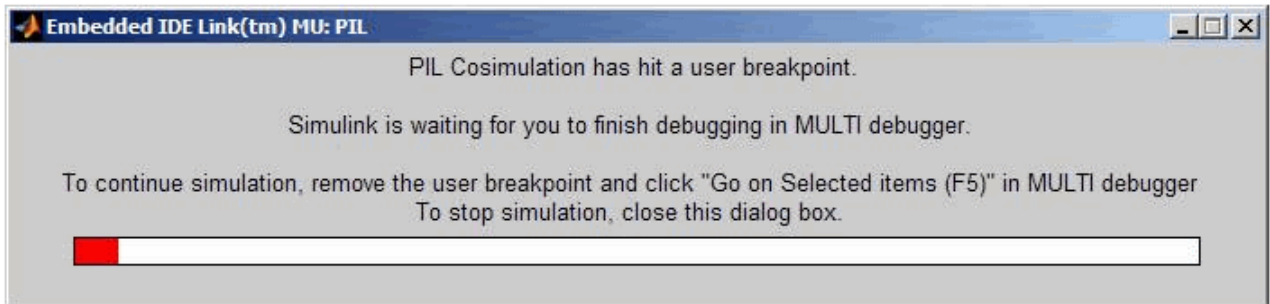 Embedded IDE Link(tm) MU: PIL
PIL Cosimulation has hit a user breakpoint.
Simulink is waiting for you to finish debugging in MULTI debugger.
To continue simulation, remove the user breakpoint and click "Go on Selected items (F5)" in MULTI debugger
To stop simulation, close this dialog box.